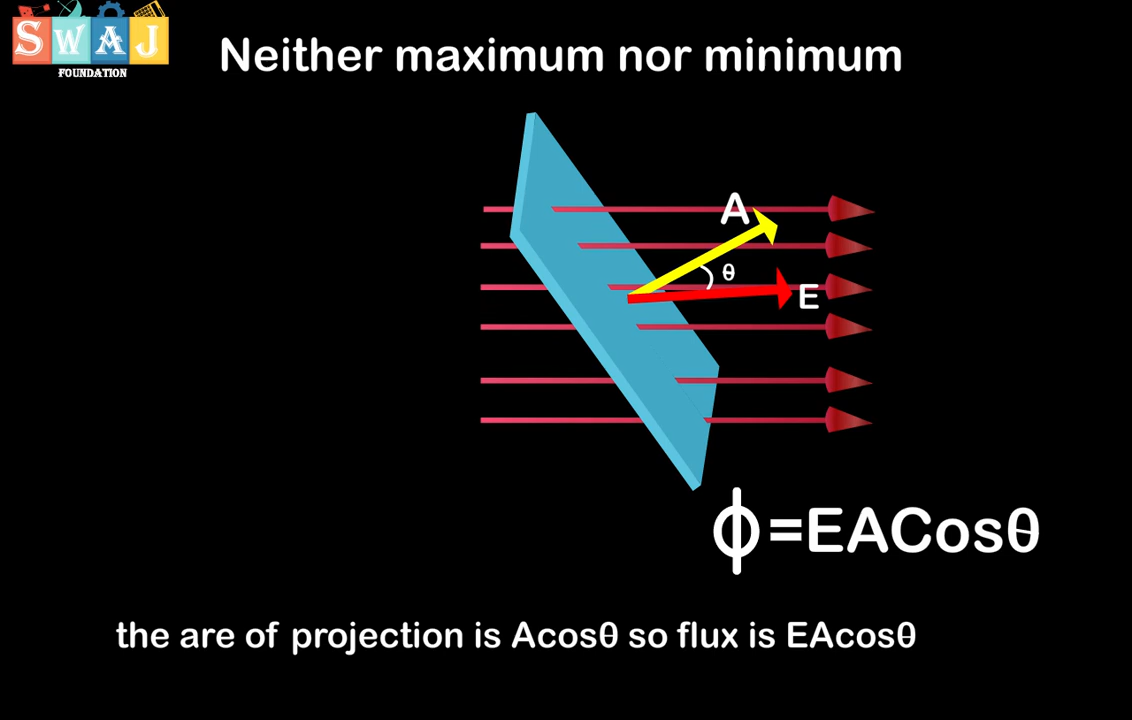 SWAJ
FOUNDATION
Neither maximum nor minimum
A
θ
E
ϕ=EACosθ
the are of projection is Acosθ so flux is EAcosθ